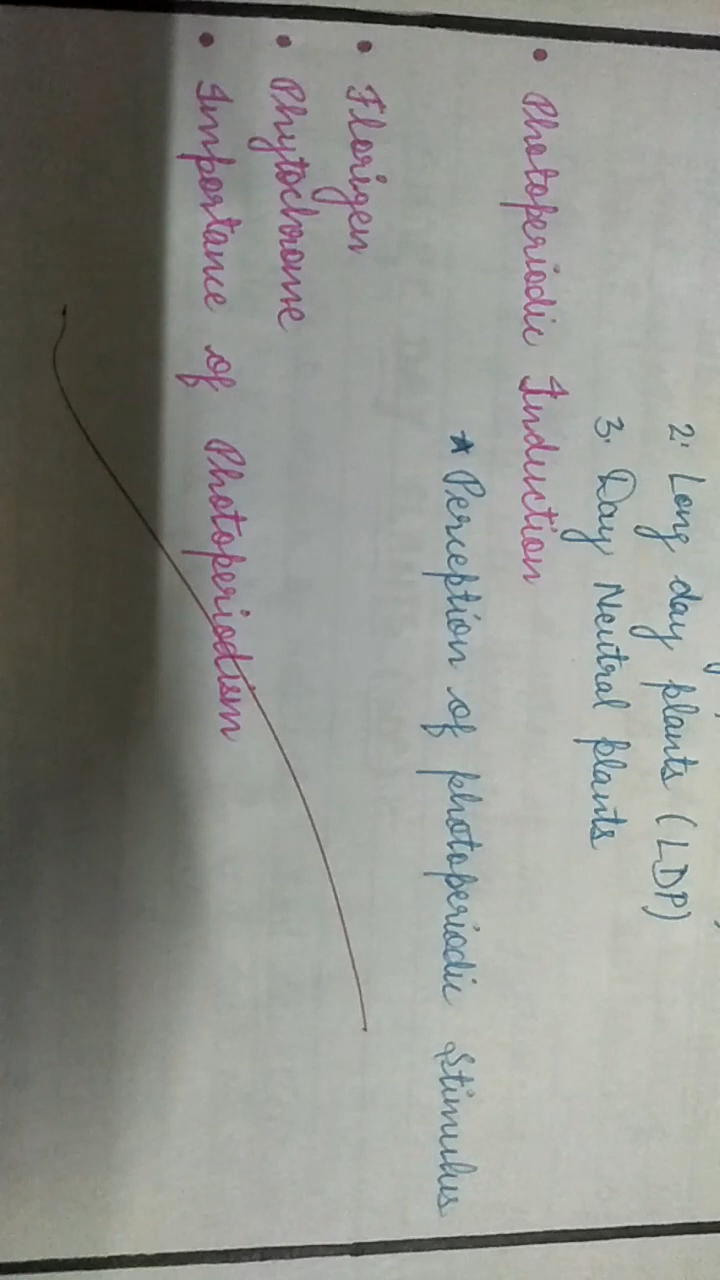 2. Long day plants (LDP)
3. Day Neutral plants
• Photoperiodic Induction
* Perception of photoperiodic Stimulus
• Florigen
• Phytochrome
• Importance of Photoperiodism